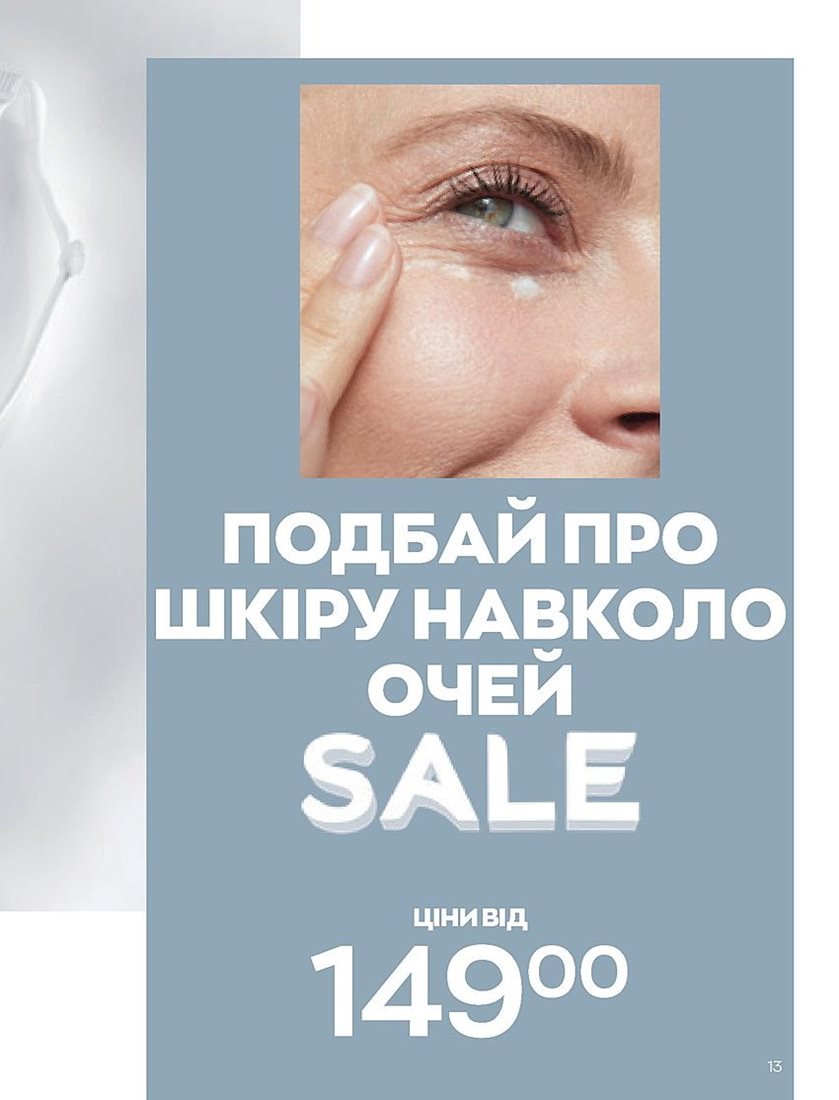 ПОДБАЙ ПРО
ШКІРУ НАВКОЛО
ОЧЕЙ
SALE
ЦІНИ ВІД
149⁰⁰
13